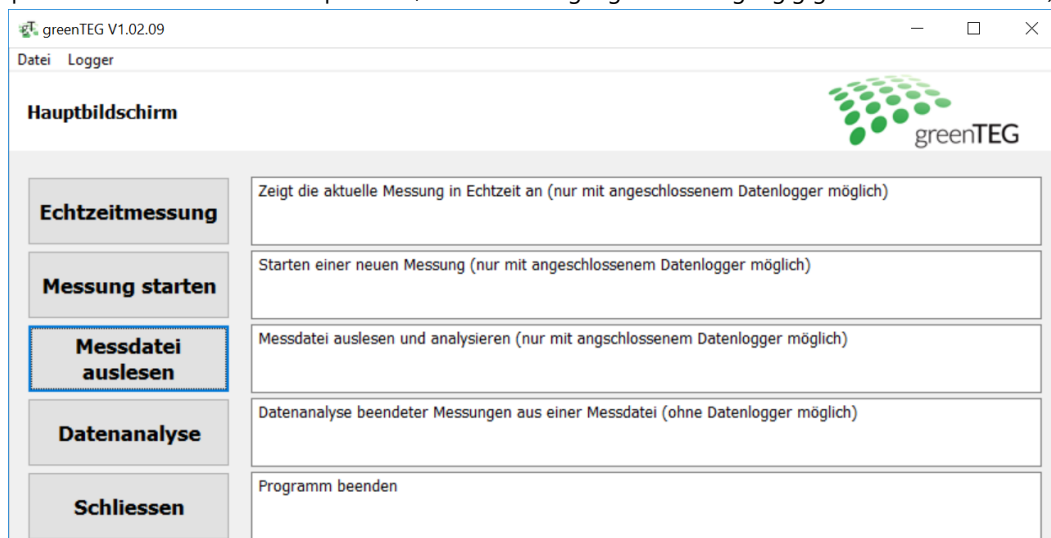 greenTEG V1.02.09
Datei Logger
Hauptbildschirm
greenTEG
Echtzeitmessung
Zeigt die aktuelle Messung in Echtzeit an (nur mit angeschlossenem Datenlogger möglich)
Messung starten
Starten einer neuen Messung (nur mit angeschlossenem Datenlogger möglich)
Messdatei
auslesen
Messdatei auslesen und analysieren (nur mit angschlossenem Datenlogger möglich)
Datenanalyse
Datenanalyse beendeter Messungen aus einer Messdatei (ohne Datenlogger möglich)
Schliessen
Programm beenden